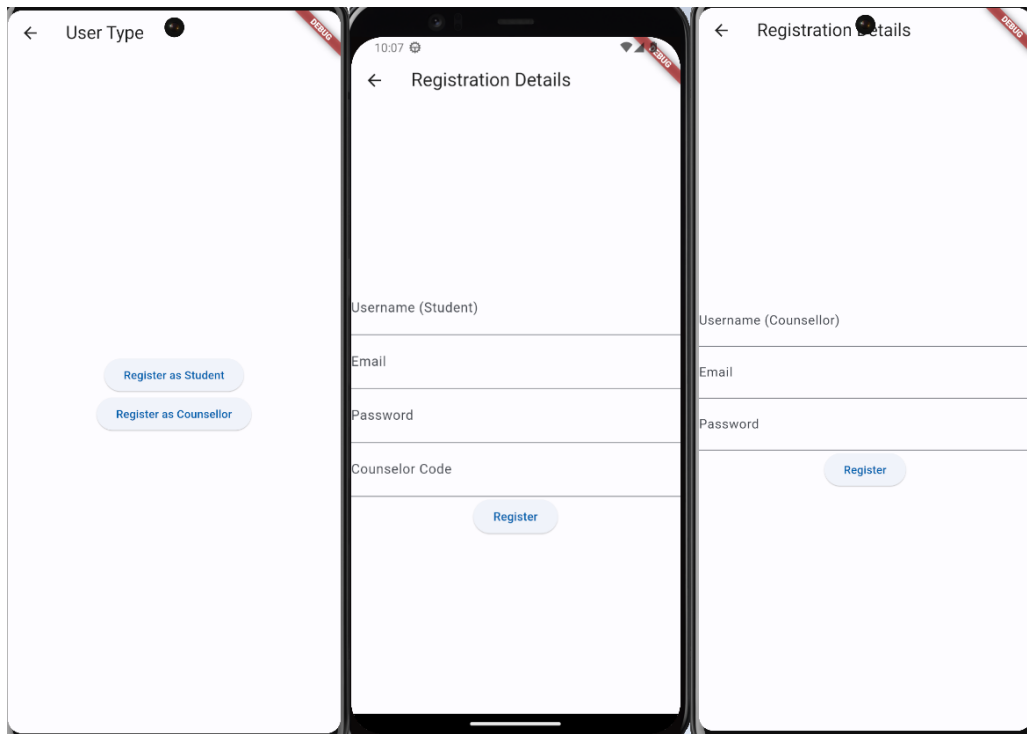 User Type
DEBUG
Register as Student
Register as Counsellor
10:07
DEBUG
Registration Details
Username (Student)
Email
Password
Counselor Code
Register
DEBUG
Registration Details
Username (Counsellor)
Email
Password
Register